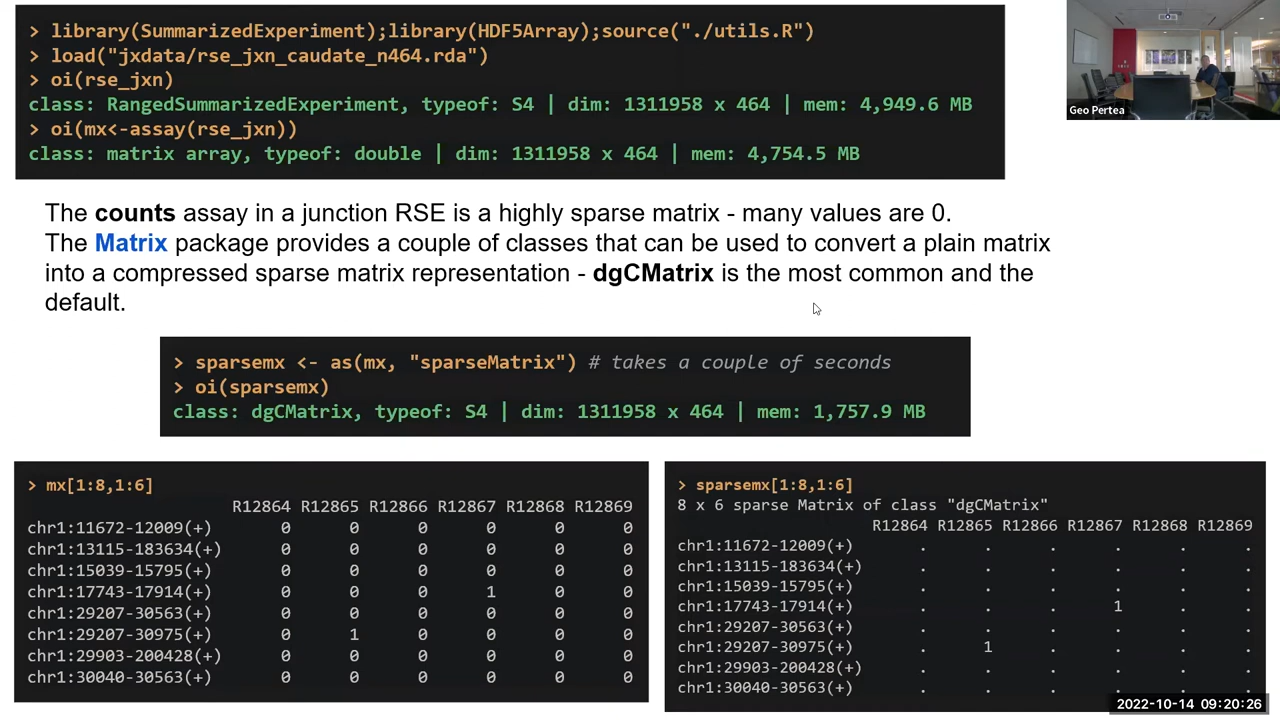 > library(SummarizedExperiment);library(HDF5Array);source("./utils.R")
> load("jxdata/rse_jxn_caudate_n464.rda")
> oi(rse_jxn)
class: RangedSummarizedExperiment, typeof: S4 | dim: 1311958 x 464 | mem: 4,949.6 MB
> oi(mx<-assay(rse_jxn))
class: matrix array, typeof: double | dim: 1311958 x 464 | mem: 4,754.5 MB
Geo Pertea
The counts assay in a junction RSE is a highly sparse matrix - many values are 0.
The Matrix package provides a couple of classes that can be used to convert a plain matrix
into a compressed sparse matrix representation - dgCMatrix is the most common and the
default.
> sparsemx <- as(mx, "sparseMatrix") # takes a couple of seconds
> oi(sparsemx)
class: dgCMatrix, typeof: S4 | dim: 1311958 x 464 | mem: 1,757.9 MB
> mx[1:8,1:6]
R12864 R12865 R12866 R12867 R12868 R12869
chr1:11672-12009(+) 0 0 0 0 0 0
chr1:13115-183634(+) 0 0 0 0 0 0
chr1:15039-15795(+) 0 0 0 0 0 0
chr1:17743-17914(+) 0 0 0 1 0 0
chr1:29207-30563(+) 0 0 0 0 0 0
chr1:29207-30975(+) 0 1 0 0 0 0
chr1:29903-200428(+) 0 0 0 0 0 0
chr1:30040-30563(+) 0 0 0 0 0 0
> sparsemx[1:8,1:6]
8 x 6 sparse Matrix of class "dgCMatrix"
R12864 R12865 R12866 R12867 R12868 R12869
chr1:11672-12009(+) . . . . . .
chr1:13115-183634(+) . . . . . .
chr1:15039-15795(+) . . . . . .
chr1:17743-17914(+) . . . 1 . .
chr1:29207-30563(+) . . . . . .
chr1:29207-30975(+) . 1 . . . .
chr1:29903-200428(+) . . . . . .
chr1:30040-30563(+) . . . . . .
2022-10-14 09:20:26